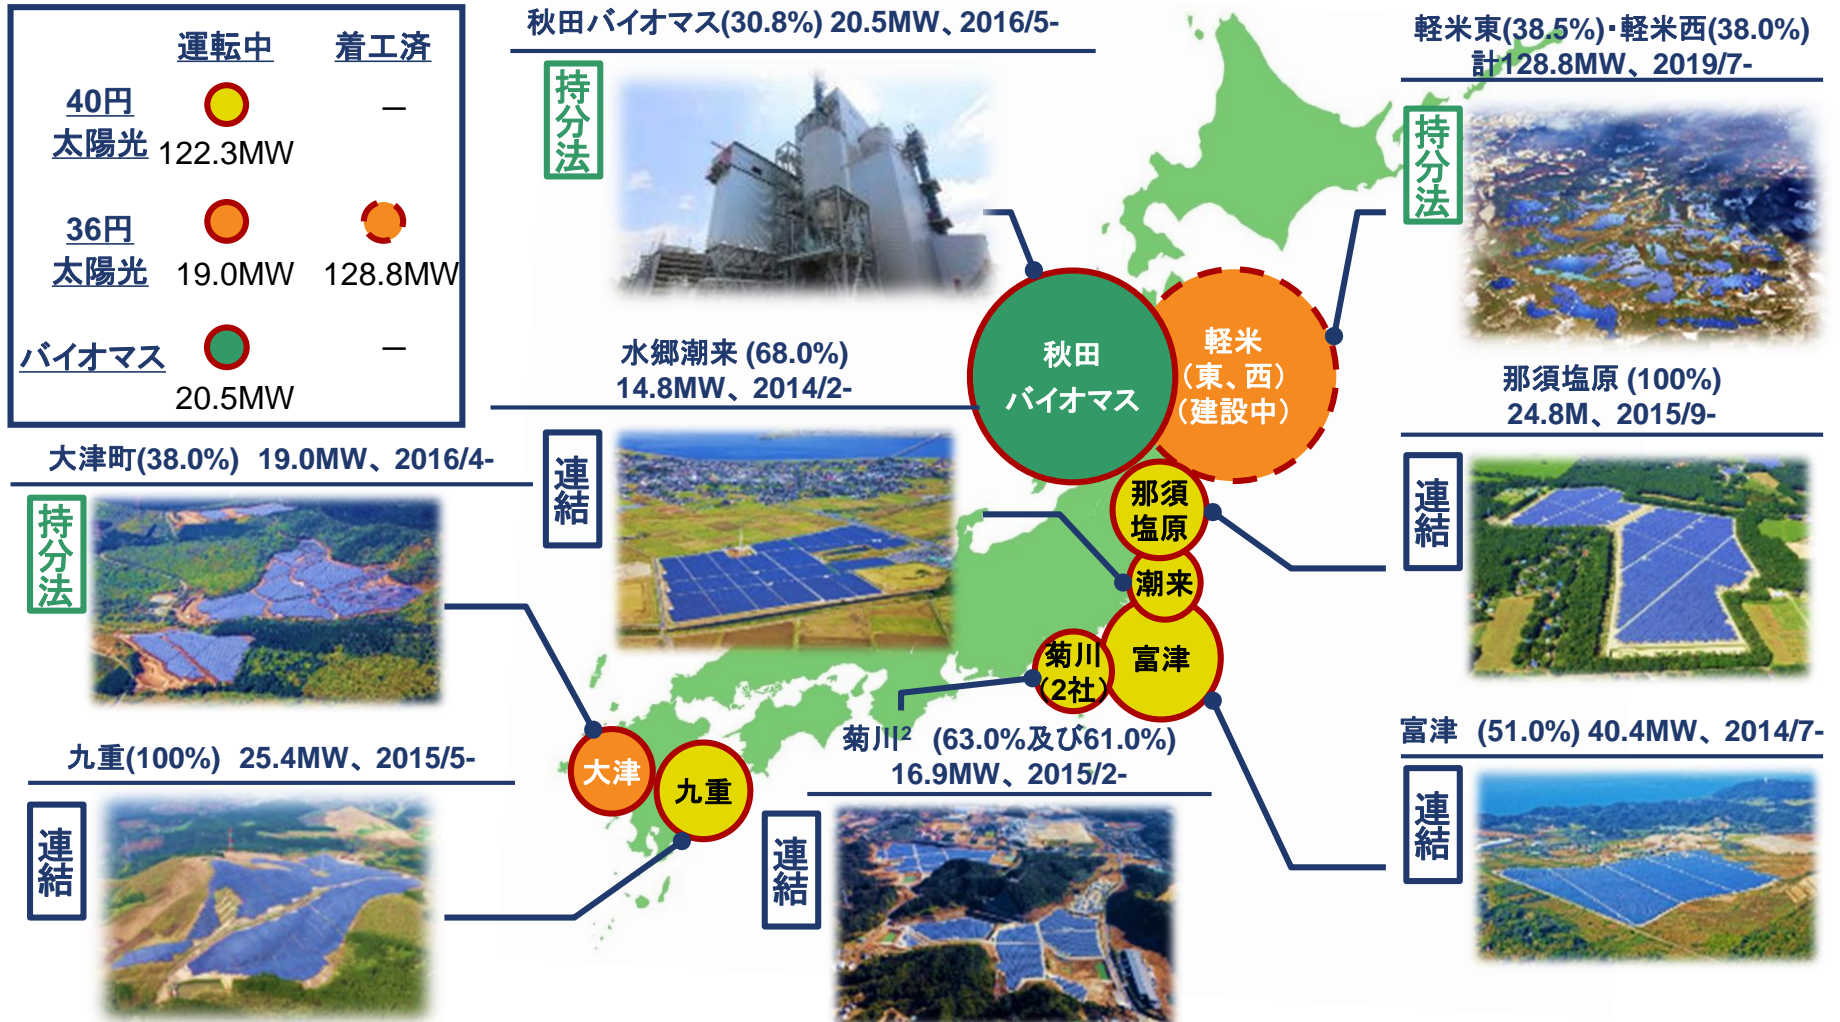 運転中 着工済
40円
太陽光
–
122.3MW
36円
太陽光
19.0MW 128.8MW
バイオマス
–
20.5MW
秋田バイオマス(30.8%) 20.5MW、2016/5-
持分法
軽米東(38.5%)・軽米西(38.0%)
計128.8MW、2019/7-
持分法
水郷潮来 (68.0%)
14.8MW、2014/2-
連結
那須塩原 (100%)
24.8M、2015/9-
連結
大津町(38.0%) 19.0MW、2016/4-
持分法
秋田
バイオマス
軽米
(東、西)
(建設中)
那須
塩原
潮来
富津
菊川
(2社)
大津
九重
九重(100%) 25.4MW、2015/5-
連結
菊川2 (63.0%及び61.0%)
16.9MW、2015/2-
連結
富津 (51.0%) 40.4MW、2014/7-
連結